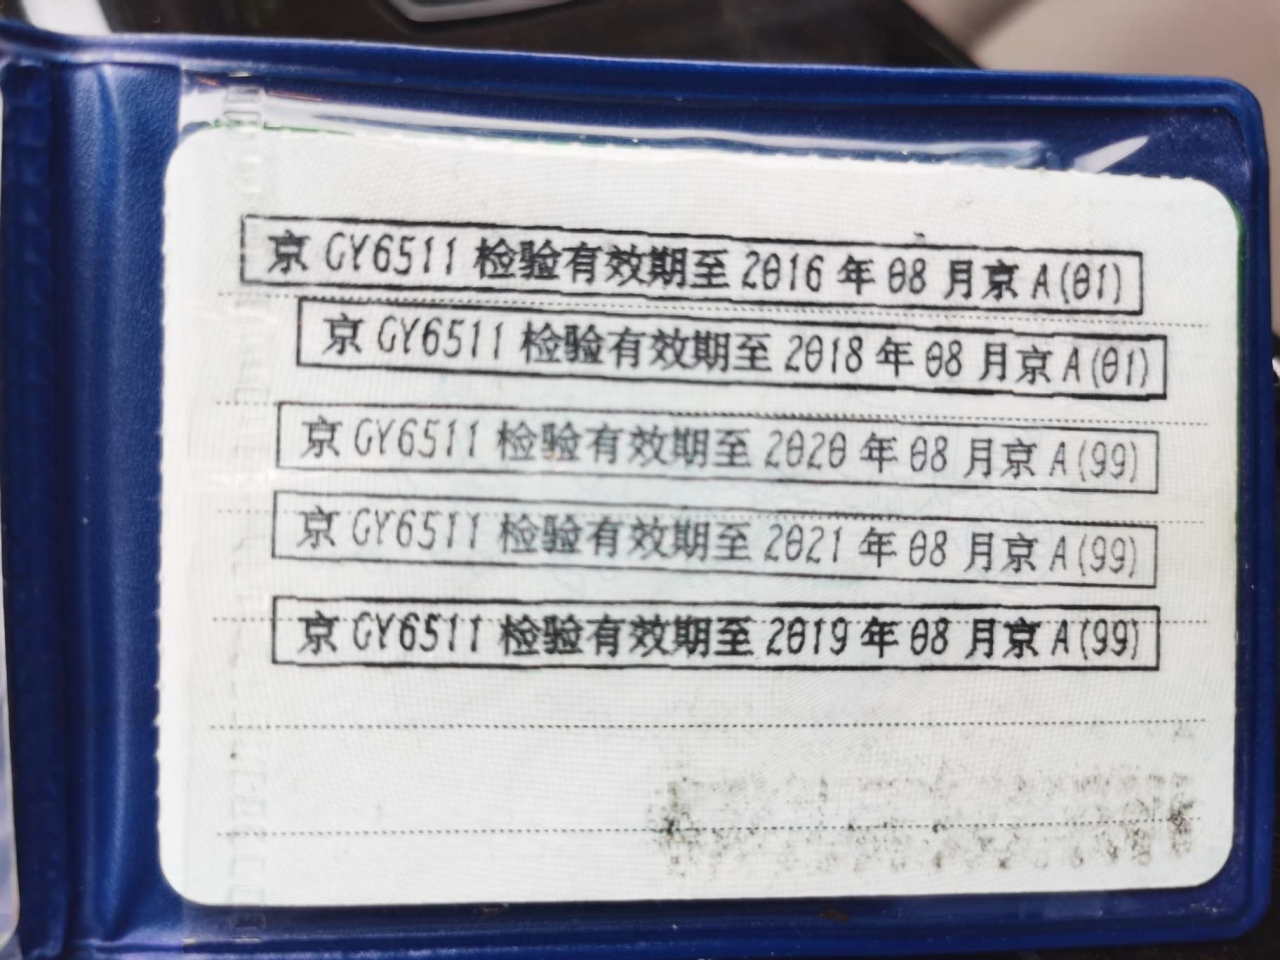 京 GY6511 检验有效期至 2016 年 08 月京 A(01)
京 GY6511 检验有效期至 2018 年 08 月京 A(01)
京 GY6511 检验有效期至 2020 年 08 月京 A(99)
京 GY6511 检验有效期至 2021 年 08 月京 A(99)
京 GY6511 检验有效期至 2019 年 08 月京 A(99)